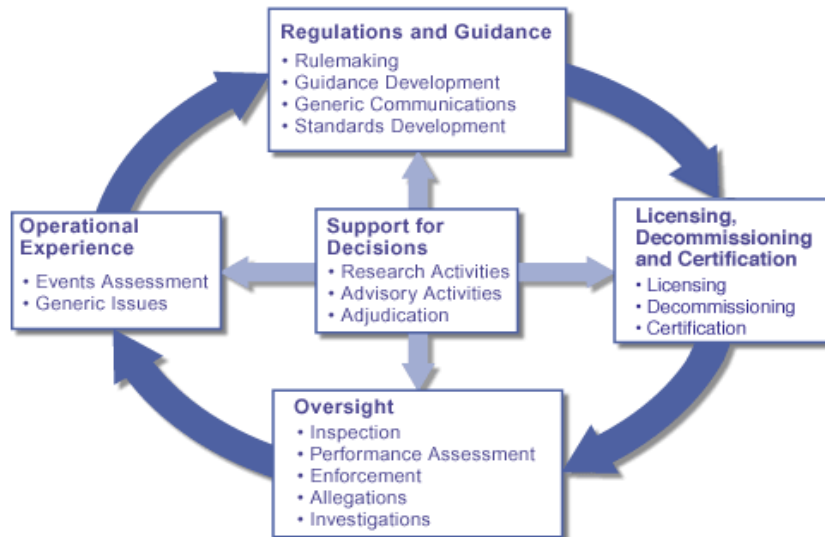 Regulations and Guidance
• Rulemaking
• Guidance Development
• Generic Communications
• Standards Development
Operational
Experience
• Events Assessment
• Generic Issues
Support for
Decisions
• Research Activities
• Advisory Activities
• Adjudication
Licensing,
Decommissioning
and Certification
• Licensing
• Decommissioning
• Certification
Oversight
• Inspection
• Performance Assessment
• Enforcement
• Allegations
• Investigations